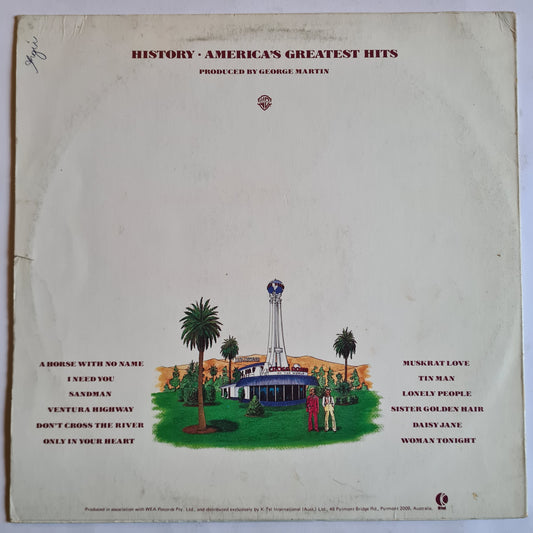 HISTORY · AMERICA'S GREATEST HITS
PRODUCED BY GEORGE MARTIN
A HORSE WITH NO NAME
I NEED YOU
SANDMAN
VENTURA HIGHWAY
DON'T CROSS THE RIVER
ONLY IN YOUR HEART
MUSKRAT LOVE
TIN MAN
LONELY PEOPLE
SISTER GOLDEN HAIR
DAISY JANE
WOMAN TONIGHT
Produced in association with WEA Records Pty. Ltd., and distributed exclusively by K-Tel International (Aust.) Ltd., 48 Pyrmont Bridge Rd., Pyrmont 2009, Australia.
K